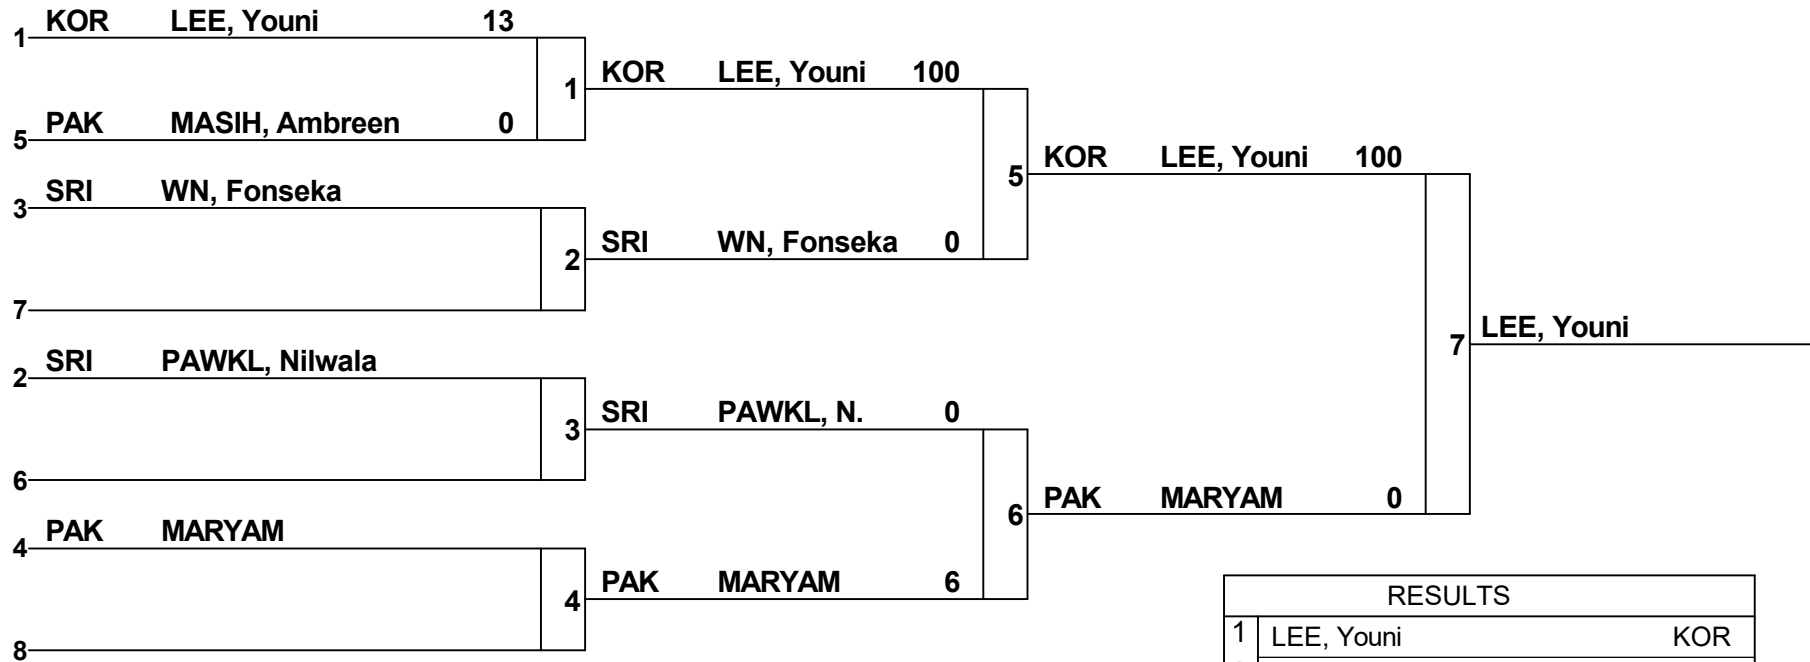 1 KOR LEE, Youni 13
5 PAK MASIH, Ambreen 0
1
KOR LEE, Youni 100
3 SRI WN, Fonseka
7
2
SRI WN, Fonseka 0
5
KOR LEE, Youni 100
2 SRI PAWKL, Nilwala
6
3
SRI PAWKL, N. 0
4 PAK MARYAM
8
4
PAK MARYAM 6
6
PAK MARYAM 0
7
LEE, Youni
RESULTS
1 LEE, Youni KOR